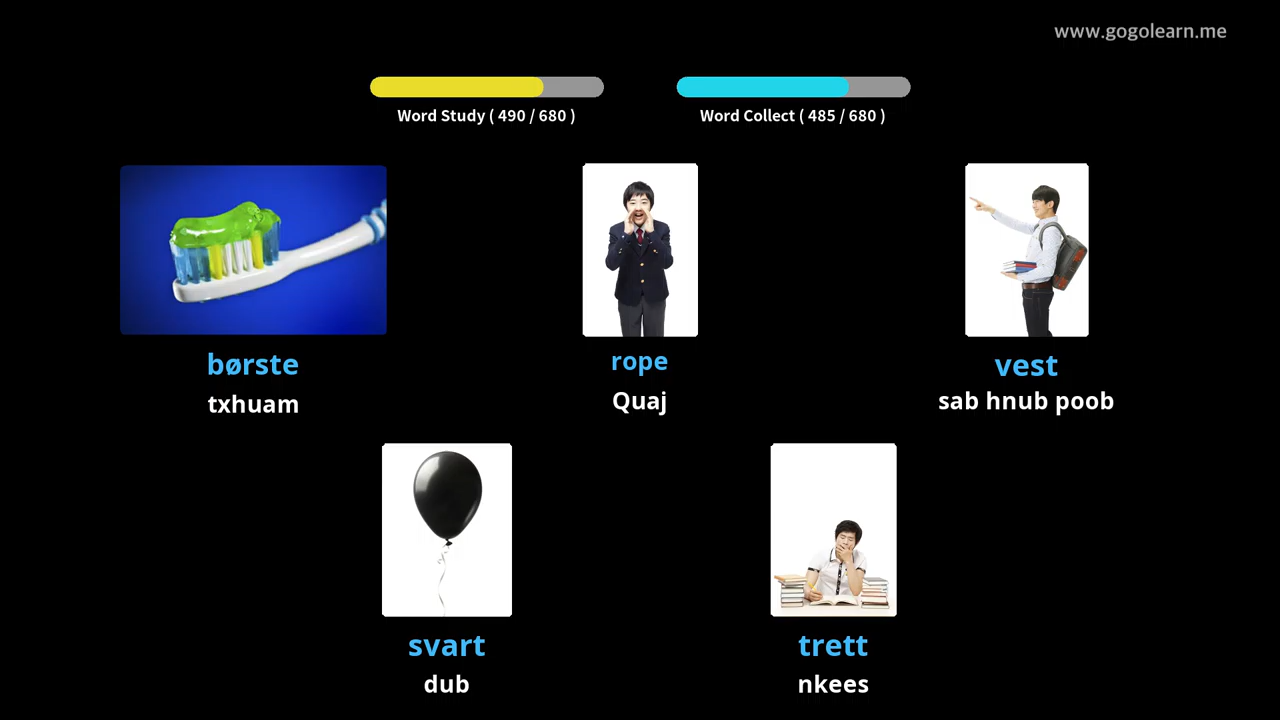 www.gogolearn.me
Word Study ( 490 / 680 )
Word Collect ( 485 / 680 )
børste
txhuam
rope
Quaj
vest
sab hnub poob
svart
dub
trett
nkees